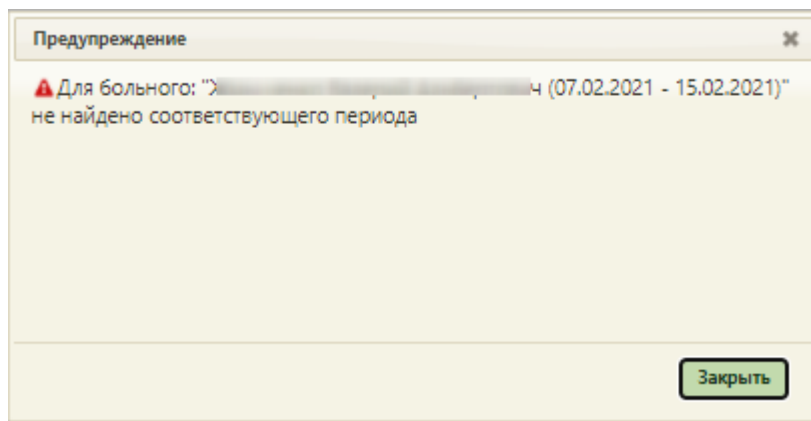 Предупреждение
Для больного: " (07.02.2021 - 15.02.2021)"
не найдено соответствующего периода
Закрыть